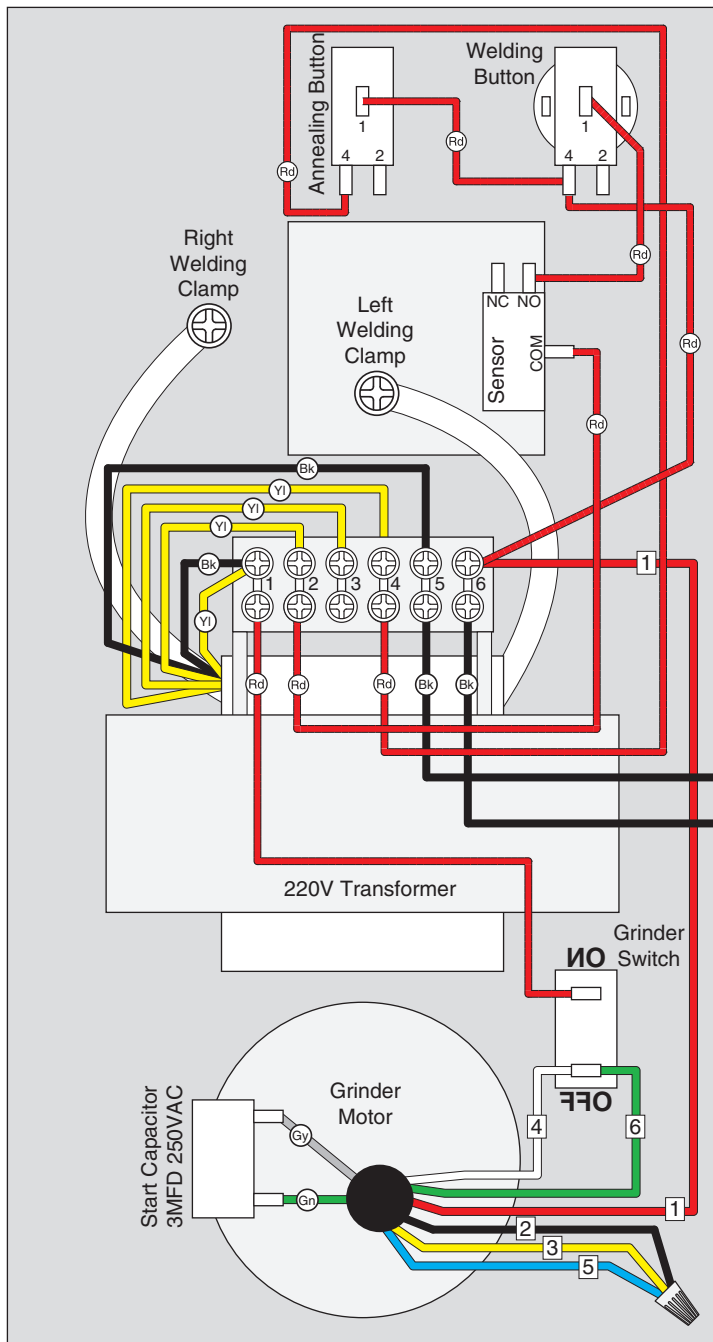 Annealing Button
1
4 2
Welding
Button
1
4 2
Rd
Rd
Rd
Rd
Right
Welding
Clamp
Left
Welding
Clamp
NC NO
COM
Sensor
Rd
Bk
Yl
Yl
Yl
Bk
Yl
1 2 3 4 5 6
1
Rd
Rd
Rd
Bk
Bk
220V Transformer
Grinder
Switch
ON
OFF
4
6
Grinder
Motor
Start Capacitor
3MFD 250VAC
Gy
Gn
1
2
3
5